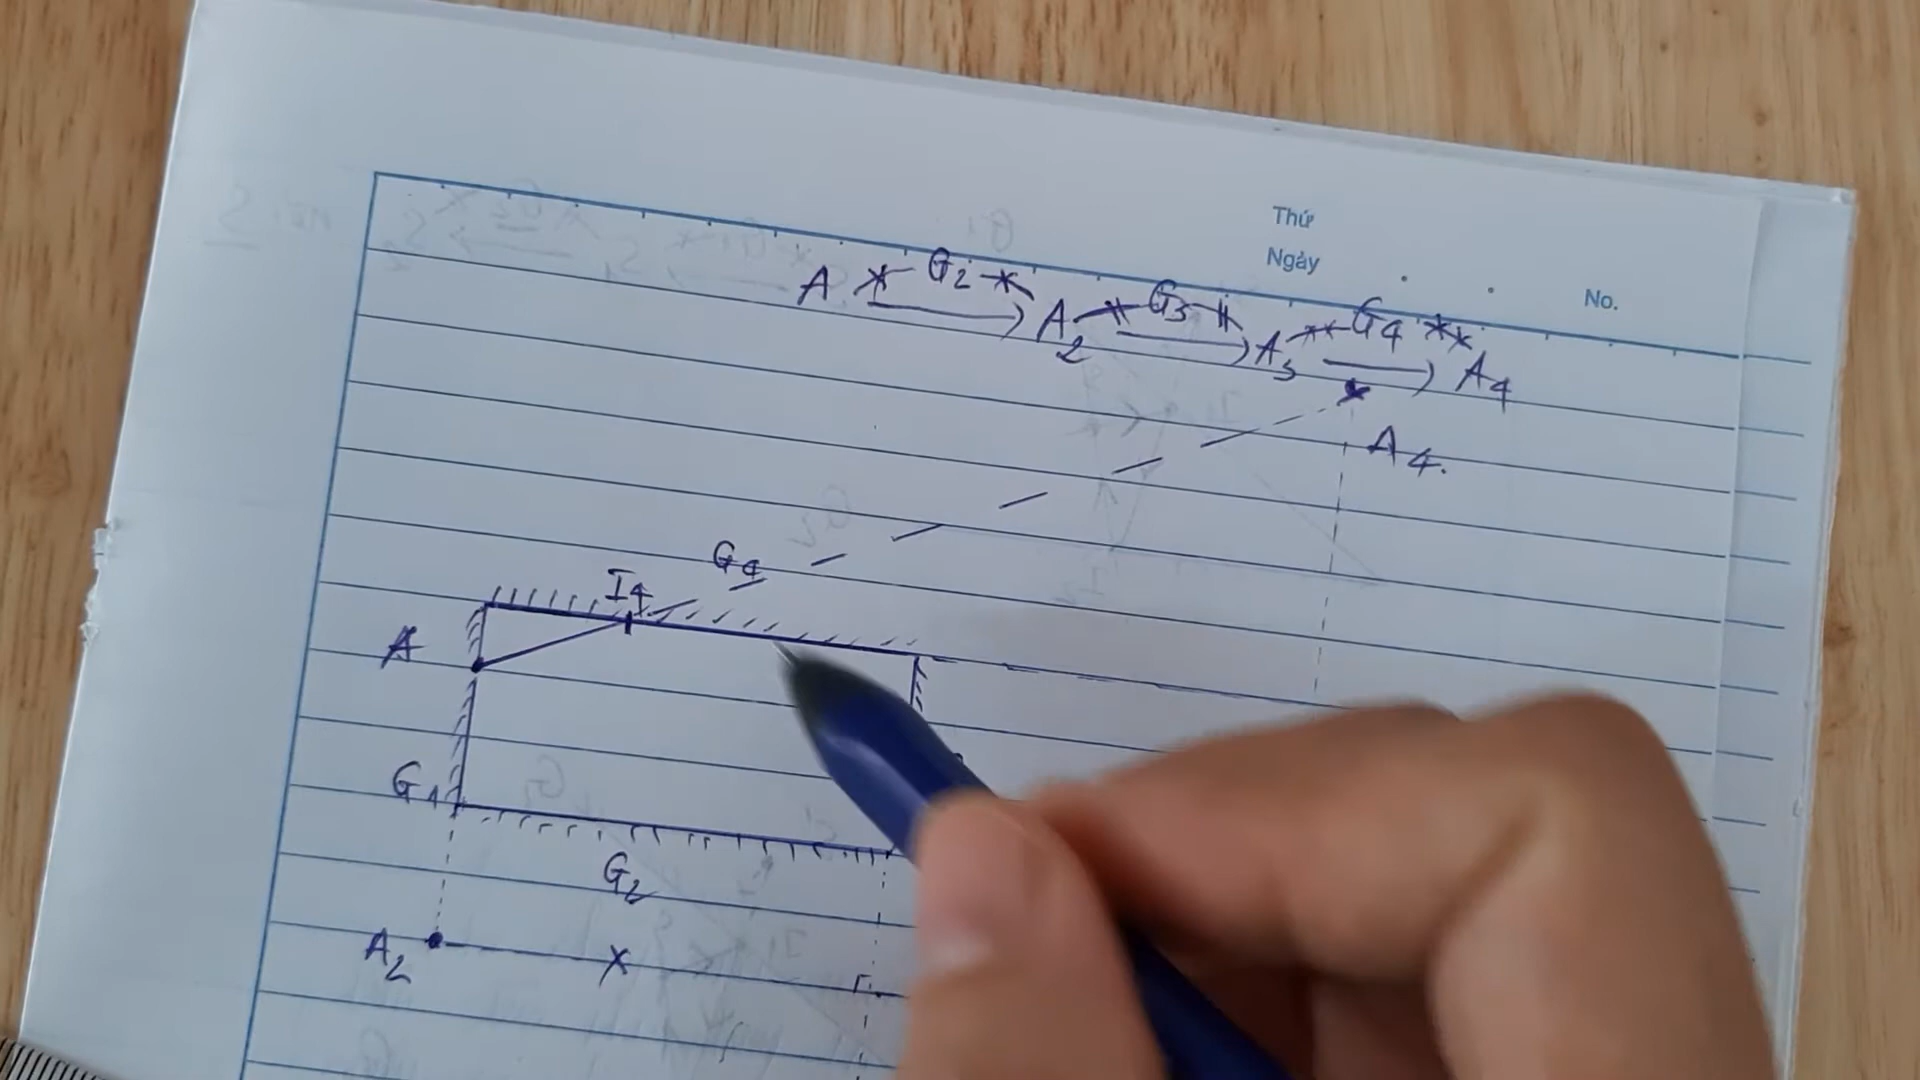 Thứ
Ngày
No.
A G2 A2 G3 A3 G4 A4
A4.
G4
I4
A
G1
G2
A2